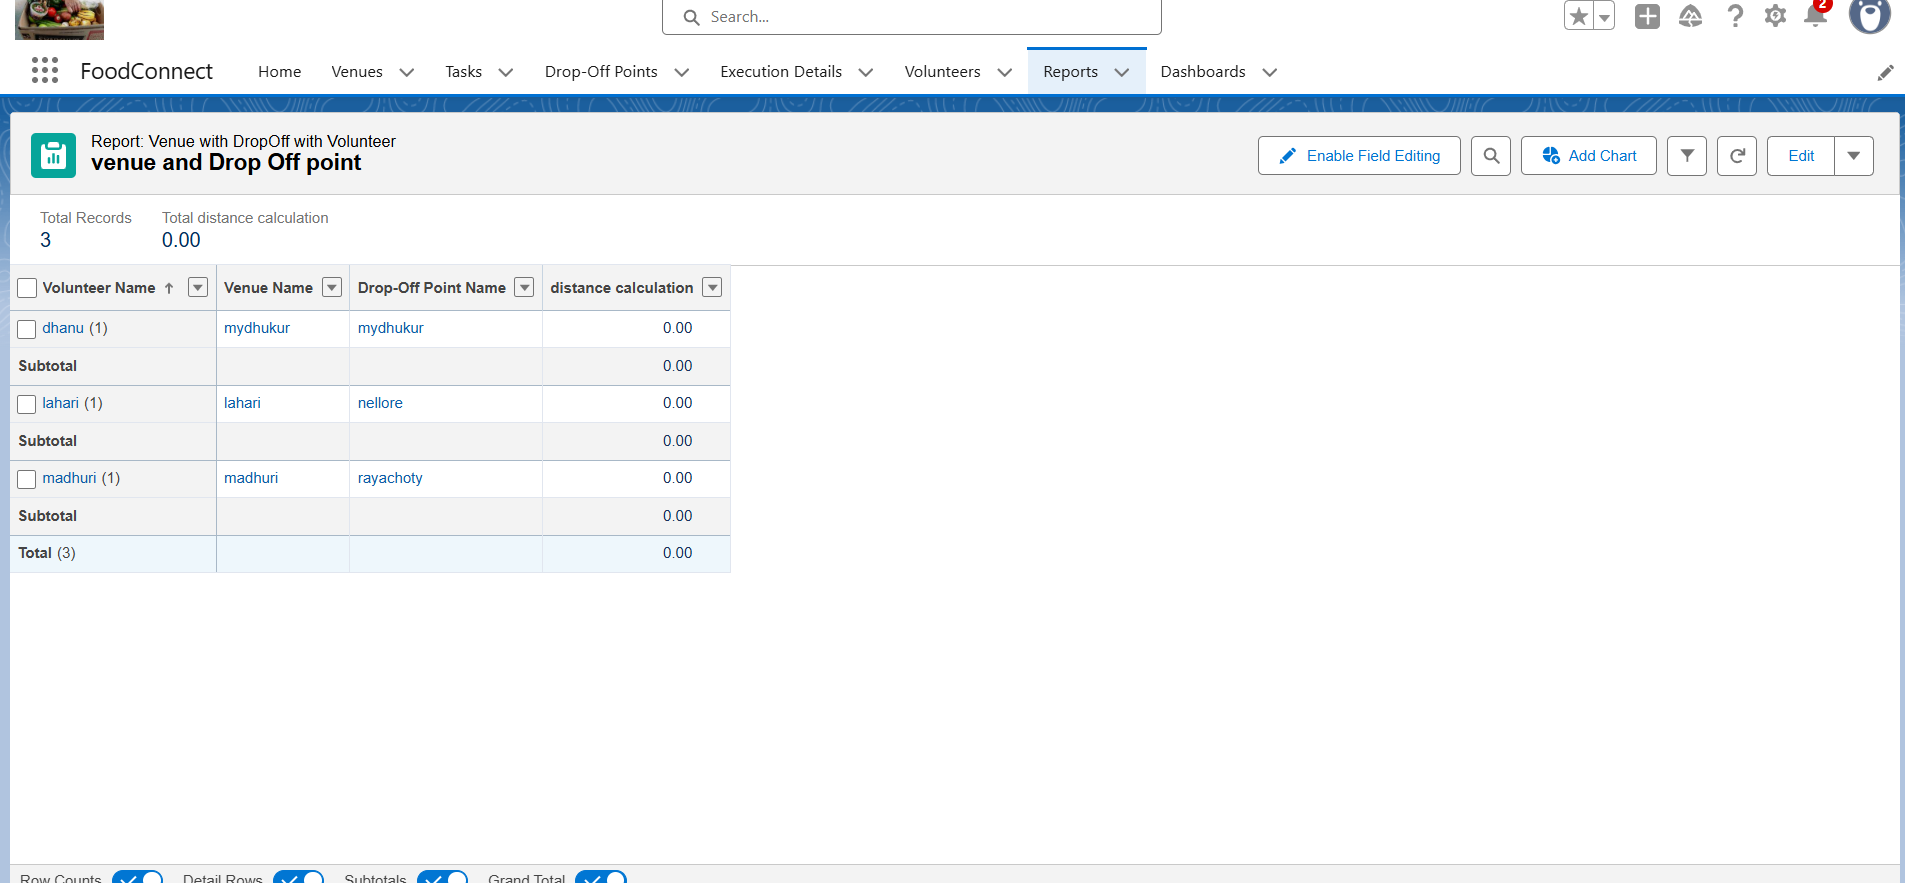 Search...
2
FoodConnect Home Venues Tasks Drop-Off Points Execution Details Volunteers Reports Dashboards
Report: Venue with DropOff with Volunteer
venue and Drop Off point
Enable Field Editing Add Chart Edit
Total Records Total distance calculation
3 0.00
Volunteer Name ↑ Venue Name Drop-Off Point Name distance calculation
dhanu (1) mydhukur mydhukur 0.00
Subtotal 0.00
lahari (1) lahari nellore 0.00
Subtotal 0.00
madhuri (1) madhuri rayachoty 0.00
Subtotal 0.00
Total (3) 0.00
Row Counts Detail Rows Subtotals Grand Total